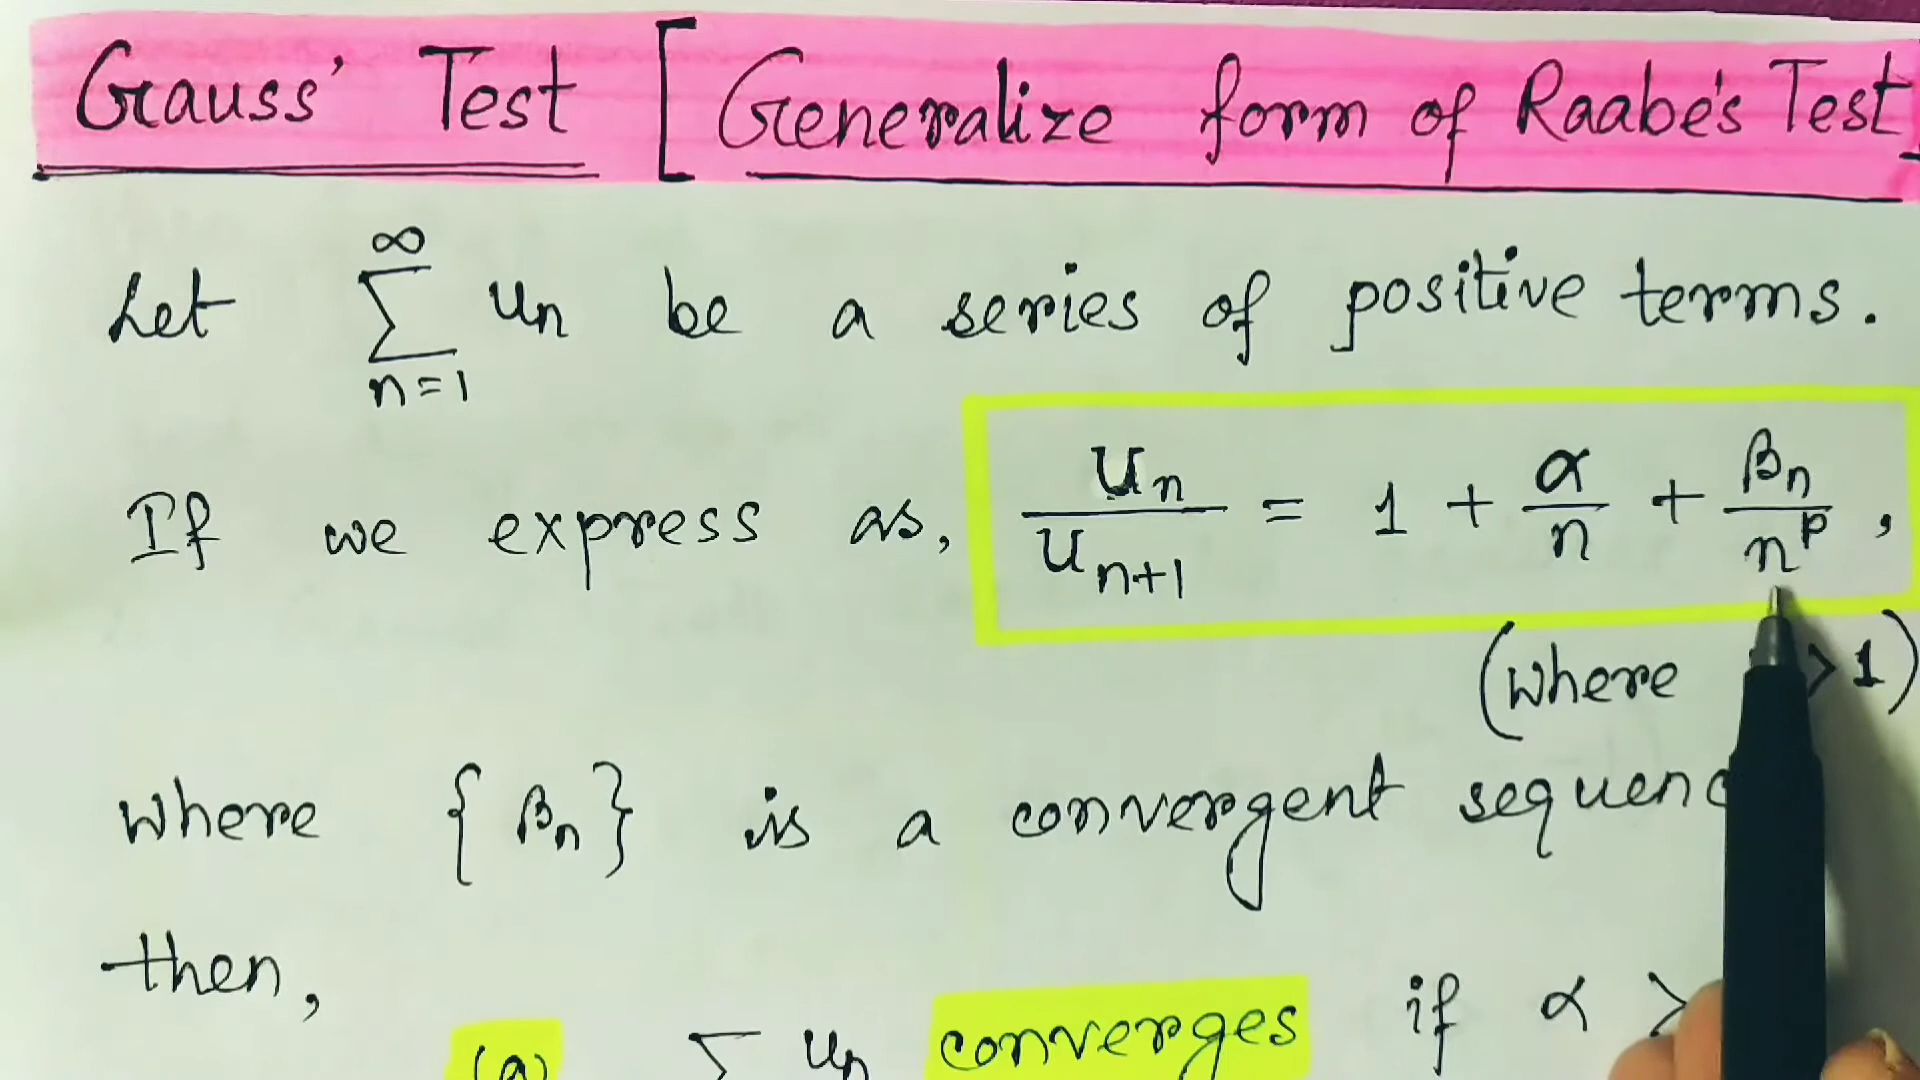 Gauss' Test [Generalize form of Raabe's Test]
Let ∑_{n=1}^{∞} u_n be a series of positive terms.
If we express as, u_n / u_{n+1} = 1 + α/n + β_n/n^p,
(where > 1)
where {β_n} is a convergent
then,
(a) ∑ u_n converges if α >